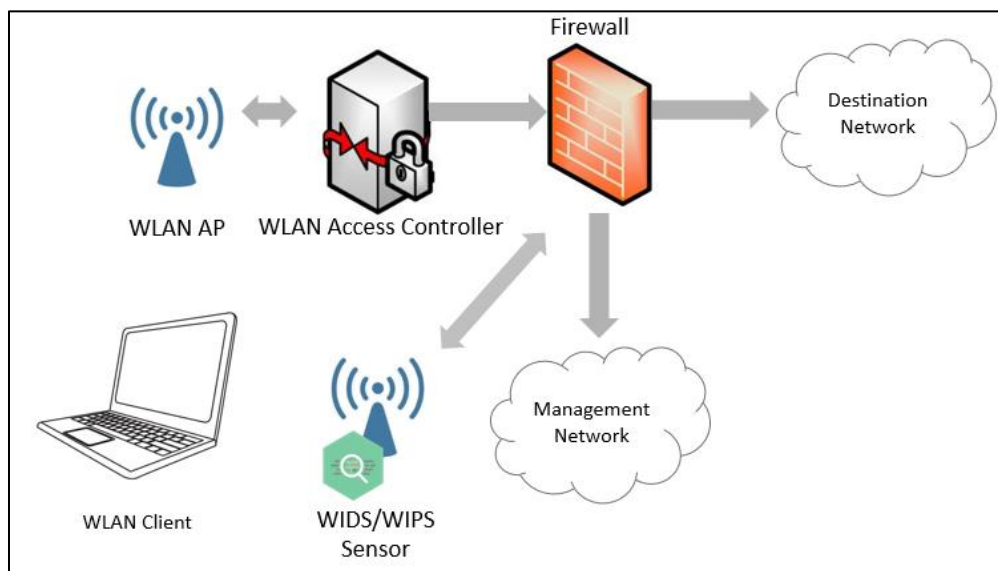 Firewall
Destination
Network
WLAN AP
WLAN Access Controller
Management
Network
WLAN Client
WIDS/WIPS
Sensor